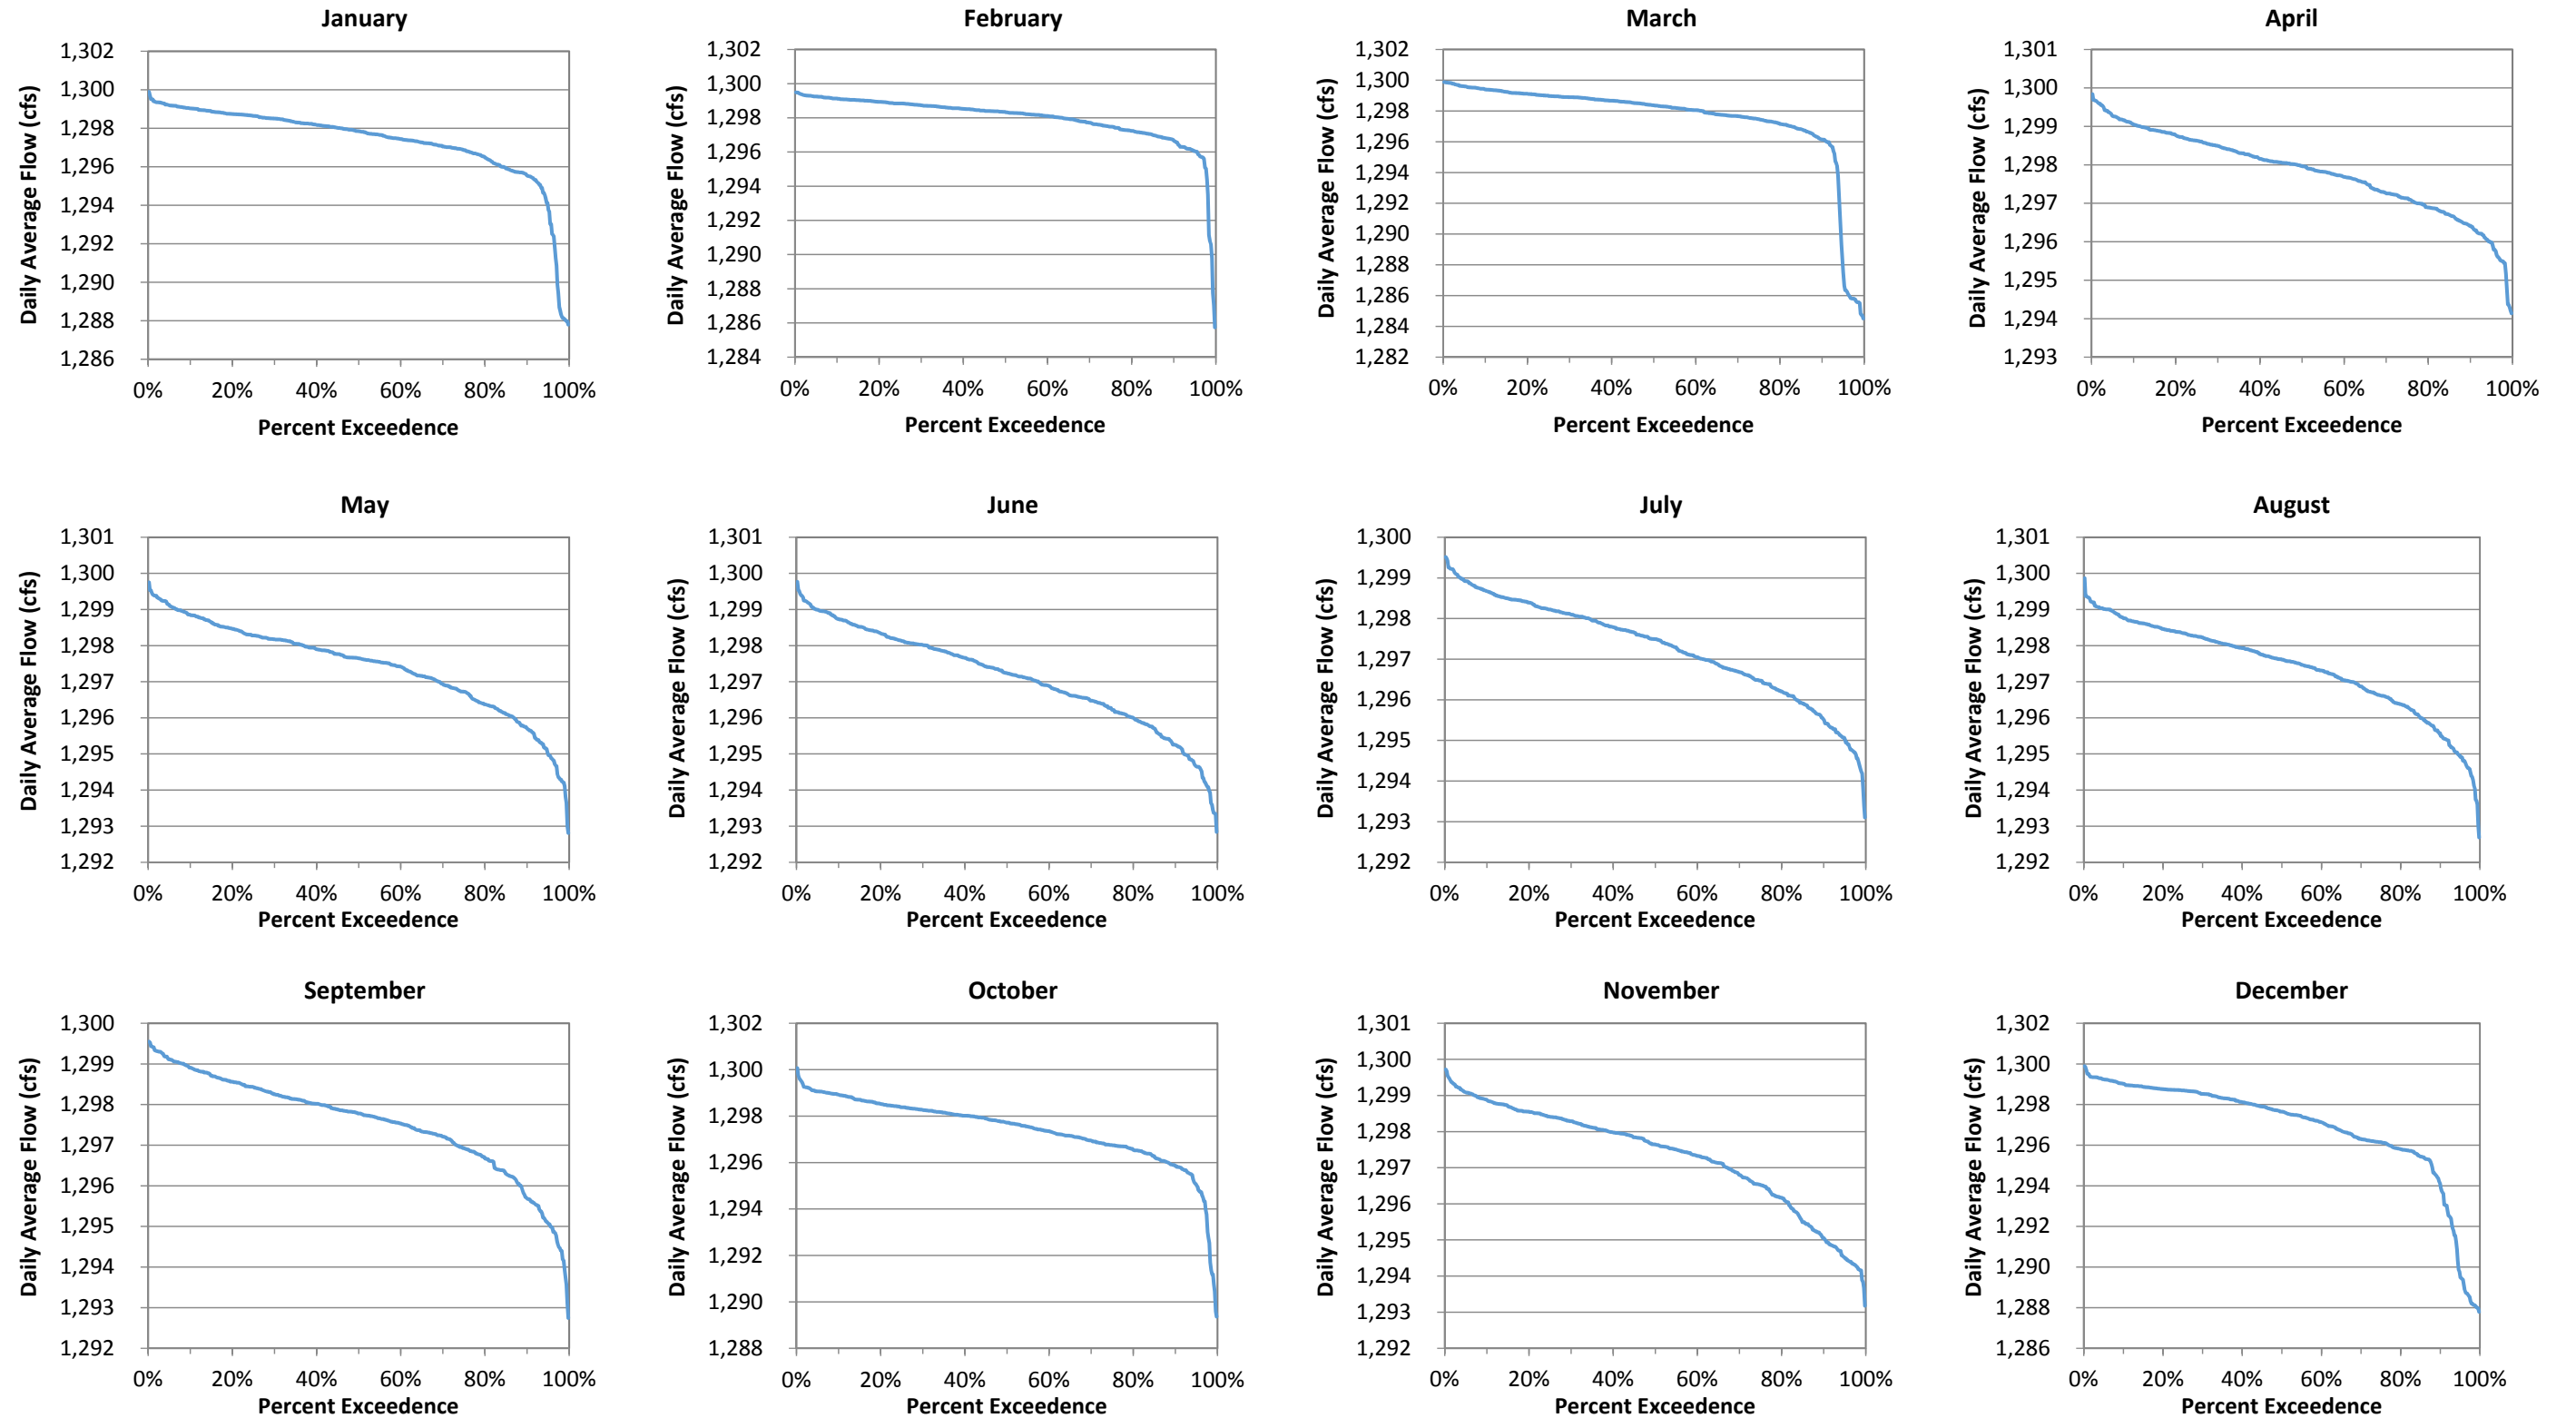 January
Daily Average Flow (cfs)
1,302
1,300
1,298
1,296
1,294
1,292
1,290
1,288
1,286
0% 20% 40% 60% 80% 100%
Percent Exceedence
February
Daily Average Flow (cfs)
1,302
1,300
1,298
1,296
1,294
1,292
1,290
1,288
1,286
1,284
0% 20% 40% 60% 80% 100%
Percent Exceedence
March
Daily Average Flow (cfs)
1,302
1,300
1,298
1,296
1,294
1,292
1,290
1,288
1,286
1,284
1,282
0% 20% 40% 60% 80% 100%
Percent Exceedence
April
Daily Average Flow (cfs)
1,301
1,300
1,299
1,298
1,297
1,296
1,295
1,294
1,293
0% 20% 40% 60% 80% 100%
Percent Exceedence
May
Daily Average Flow (cfs)
1,301
1,300
1,299
1,298
1,297
1,296
1,295
1,294
1,293
1,292
0% 20% 40% 60% 80% 100%
Percent Exceedence
June
Daily Average Flow (cfs)
1,301
1,300
1,299
1,298
1,297
1,296
1,295
1,294
1,293
1,292
0% 20% 40% 60% 80% 100%
Percent Exceedence
July
Daily Average Flow (cfs)
1,300
1,299
1,298
1,297
1,296
1,295
1,294
1,293
1,292
0% 20% 40% 60% 80% 100%
Percent Exceedence
August
Daily Average Flow (cfs)
1,301
1,300
1,299
1,298
1,297
1,296
1,295
1,294
1,293
1,292
0% 20% 40% 60% 80% 100%
Percent Exceedence
September
Daily Average Flow (cfs)
1,300
1,299
1,298
1,297
1,296
1,295
1,294
1,293
1,292
0% 20% 40% 60% 80% 100%
Percent Exceedence
October
Daily Average Flow (cfs)
1,302
1,300
1,298
1,296
1,294
1,292
1,290
1,288
0% 20% 40% 60% 80% 100%
Percent Exceedence
November
Daily Average Flow (cfs)
1,301
1,300
1,299
1,298
1,297
1,296
1,295
1,294
1,293
1,292
0% 20% 40% 60% 80% 100%
Percent Exceedence
December
Daily Average Flow (cfs)
1,302
1,300
1,298
1,296
1,294
1,292
1,290
1,288
1,286
0% 20% 40% 60% 80% 100%
Percent Exceedence